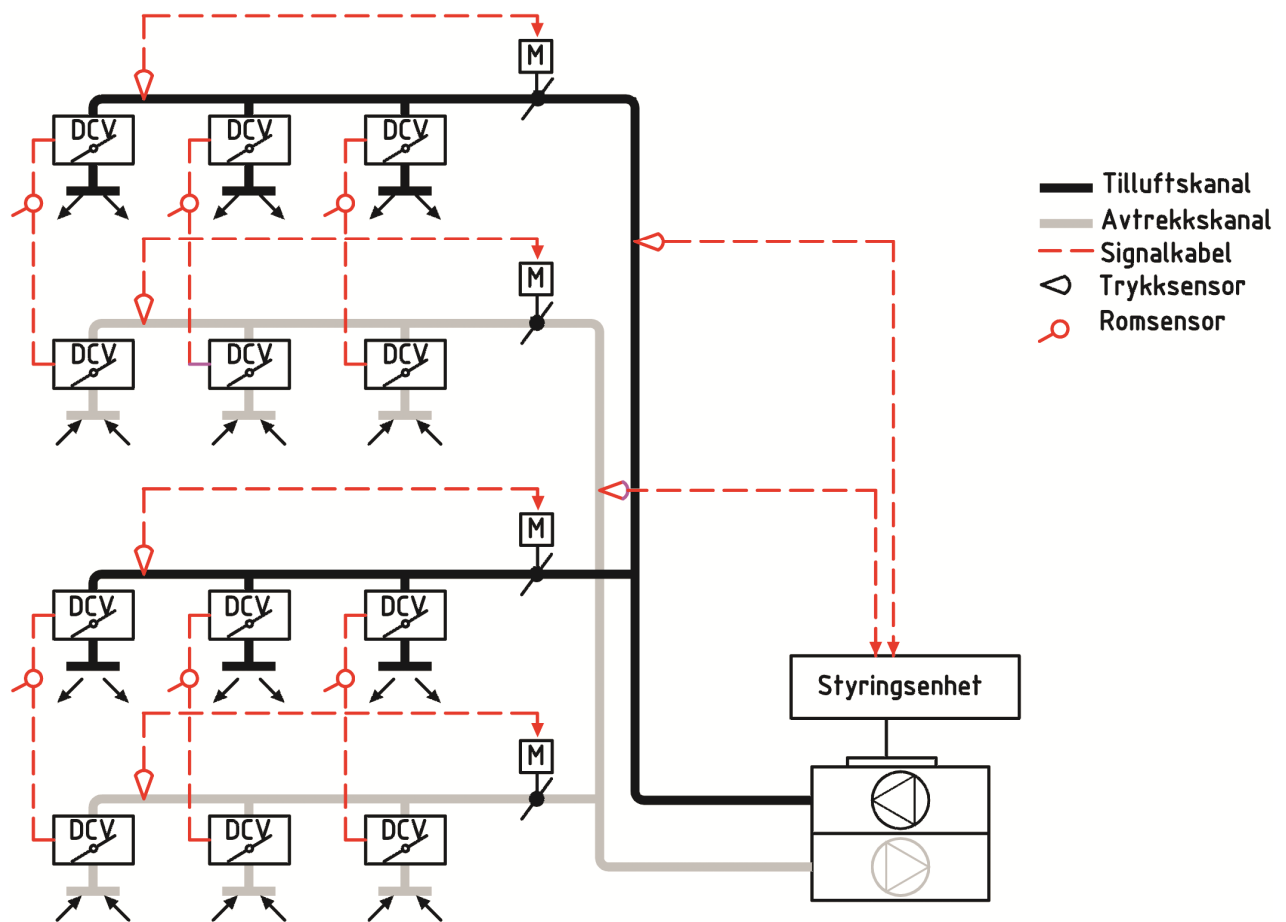 M
DCV DCV DCV
M
DCV DCV DCV
M
DCV DCV DCV
M
DCV DCV DCV
Tilluftskanal
Avtrekkskanal
Signalkabel
Trykksensor
Romsensor
Styringsenhet